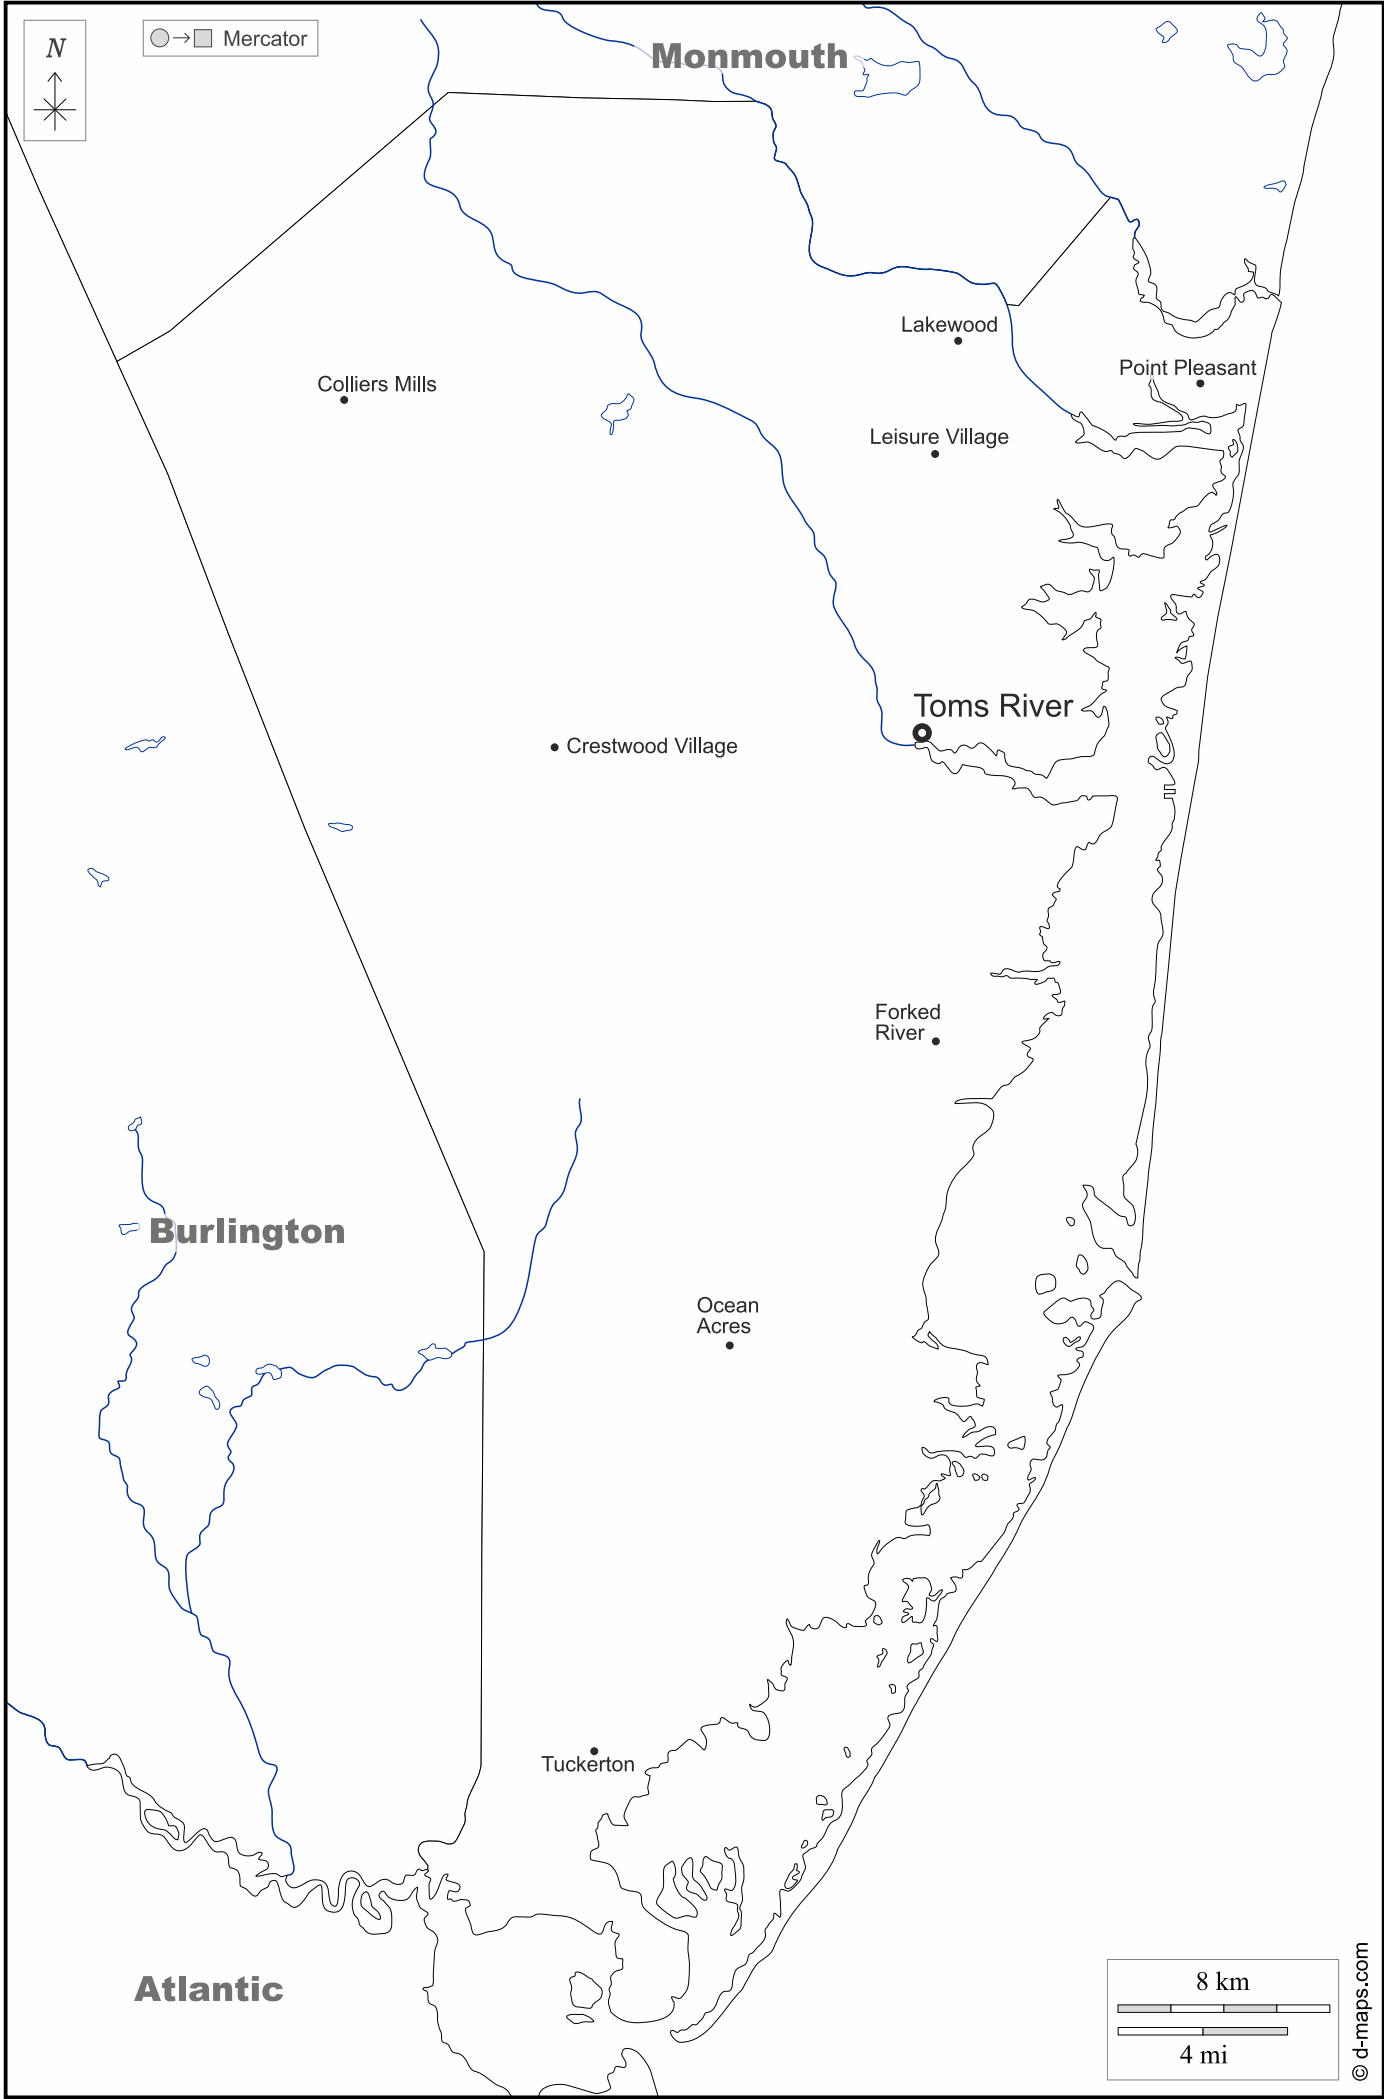 N
Mercator
Monmouth
Lakewood
Point Pleasant
Colliers Mills
Leisure Village
Toms River
Crestwood Village
Forked
River
Burlington
Ocean
Acres
Tuckerton
Atlantic
8 km
4 mi
© d-maps.com